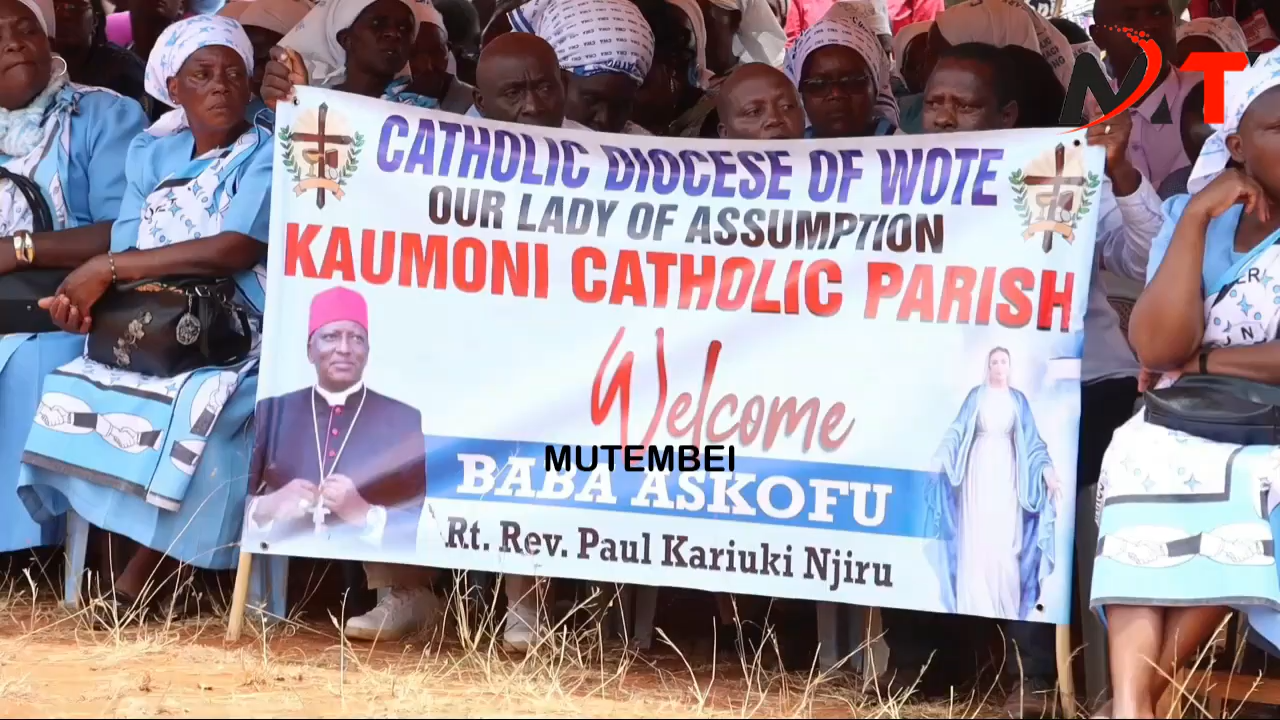 MT
CATHOLIC DIOCESE OF WOTE
OUR LADY OF ASSUMPTION
KAUMONI CATHOLIC PARISH
Welcome
MUTEMBEI
BABA ASKOFU
Rt. Rev. Paul Kariuki Njiru